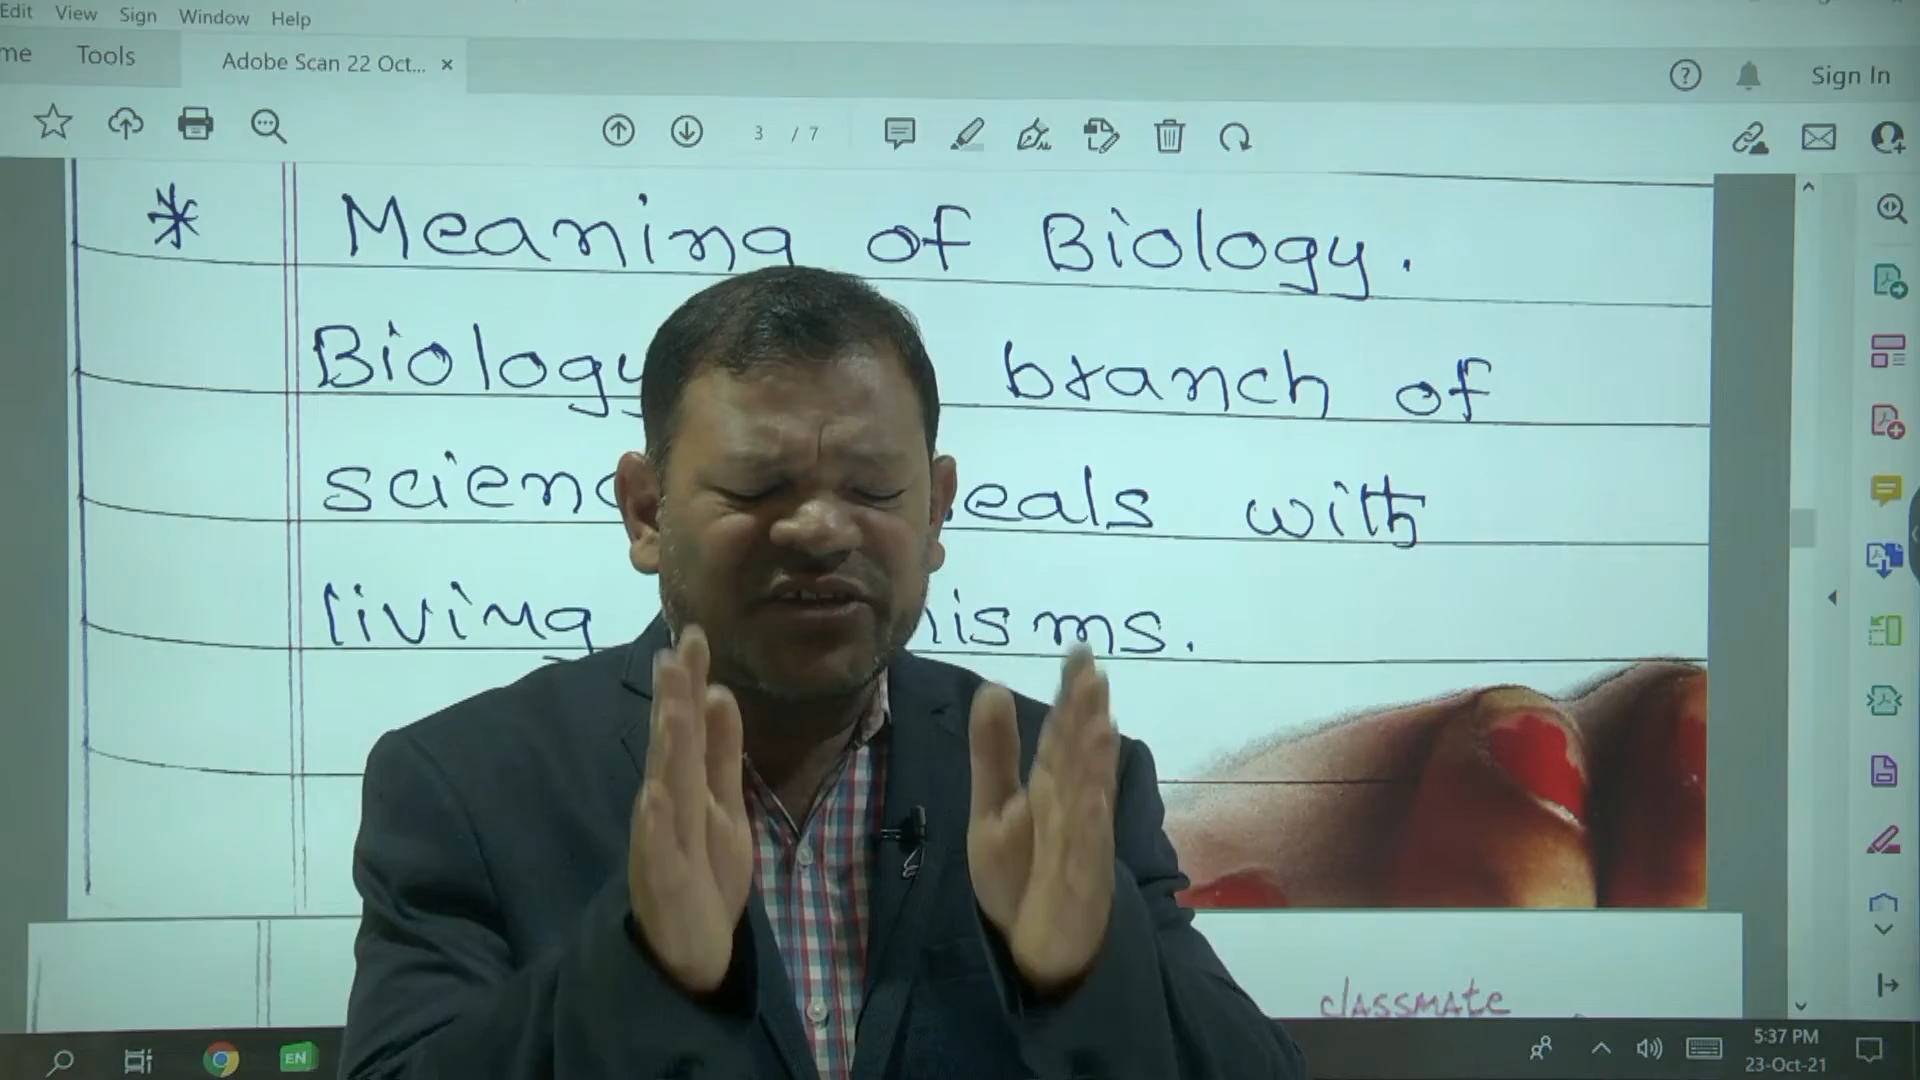 Edit View Sign Window Help
me Tools Adobe Scan 22 Oct... ×
? Sign In
3 / 7
* Meaning of Biology.
Biology branch of
scienc eals with
living nisms.
classmate
EN 5:37 PM
23-Oct-21